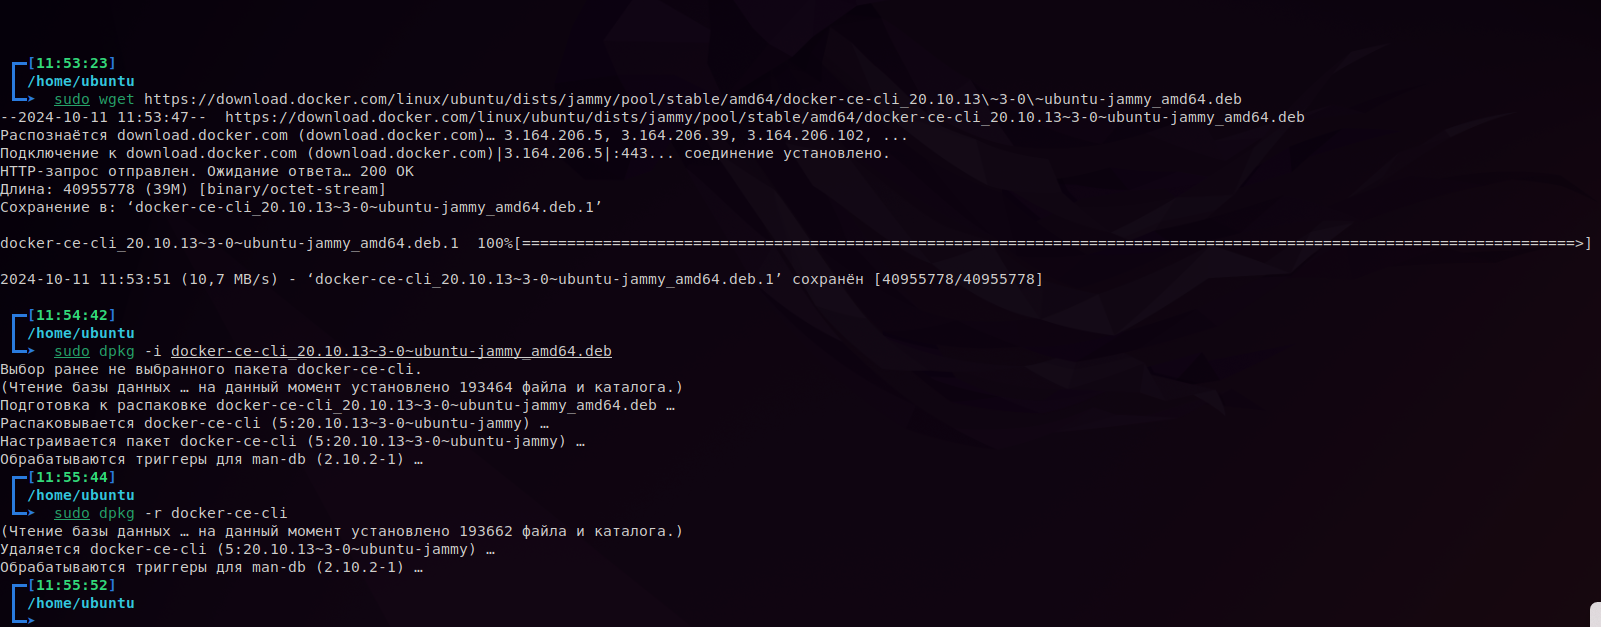 [11:53:23]
/home/ubuntu
sudo wget https://download.docker.com/linux/ubuntu/dists/jammy/pool/stable/amd64/docker-ce-cli_20.10.13\~3-0\~ubuntu-jammy_amd64.deb
--2024-10-11 11:53:47--  https://download.docker.com/linux/ubuntu/dists/jammy/pool/stable/amd64/docker-ce-cli_20.10.13~3-0~ubuntu-jammy_amd64.deb
Распознаётся download.docker.com (download.docker.com)… 3.164.206.5, 3.164.206.39, 3.164.206.102, ...
Подключение к download.docker.com (download.docker.com)|3.164.206.5|:443... соединение установлено.
HTTP-запрос отправлен. Ожидание ответа… 200 OK
Длина: 40955778 (39M) [binary/octet-stream]
Сохранение в: ‘docker-ce-cli_20.10.13~3-0~ubuntu-jammy_amd64.deb.1’
docker-ce-cli_20.10.13~3-0~ubuntu-jammy_amd64.deb.1  100%[=====================================================================================================================>]
2024-10-11 11:53:51 (10,7 MB/s) - ‘docker-ce-cli_20.10.13~3-0~ubuntu-jammy_amd64.deb.1’ сохранён [40955778/40955778]
[11:54:42]
/home/ubuntu
sudo dpkg -i docker-ce-cli_20.10.13~3-0~ubuntu-jammy_amd64.deb
Выбор ранее не выбранного пакета docker-ce-cli.
(Чтение базы данных … на данный момент установлено 193464 файла и каталога.)
Подготовка к распаковке docker-ce-cli_20.10.13~3-0~ubuntu-jammy_amd64.deb …
Распаковывается docker-ce-cli (5:20.10.13~3-0~ubuntu-jammy) …
Настраивается пакет docker-ce-cli (5:20.10.13~3-0~ubuntu-jammy) …
Обрабатываются триггеры для man-db (2.10.2-1) …
[11:55:44]
/home/ubuntu
sudo dpkg -r docker-ce-cli
(Чтение базы данных … на данный момент установлено 193662 файла и каталога.)
Удаляется docker-ce-cli (5:20.10.13~3-0~ubuntu-jammy) …
Обрабатываются триггеры для man-db (2.10.2-1) …
[11:55:52]
/home/ubuntu